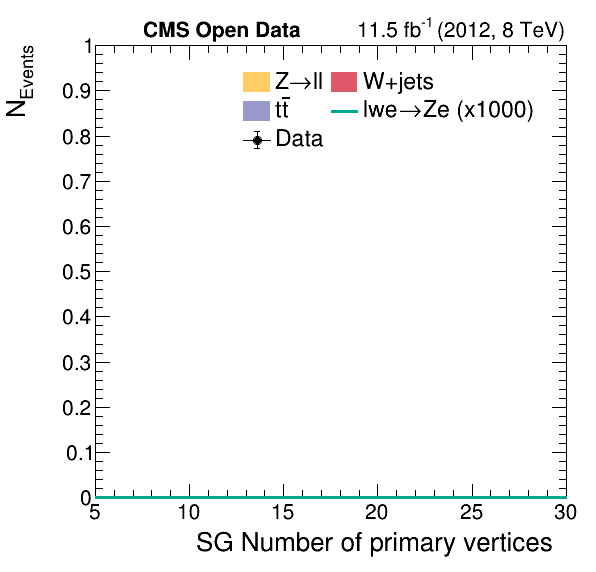 CMS Open Data 11.5 fb⁻¹ (2012, 8 TeV)
N_Events
Z→ll W+jets
tt̄ lwe→Ze (x1000)
Data
1
0.9
0.8
0.7
0.6
0.5
0.4
0.3
0.2
0.1
0
5 10 15 20 25 30
SG Number of primary vertices